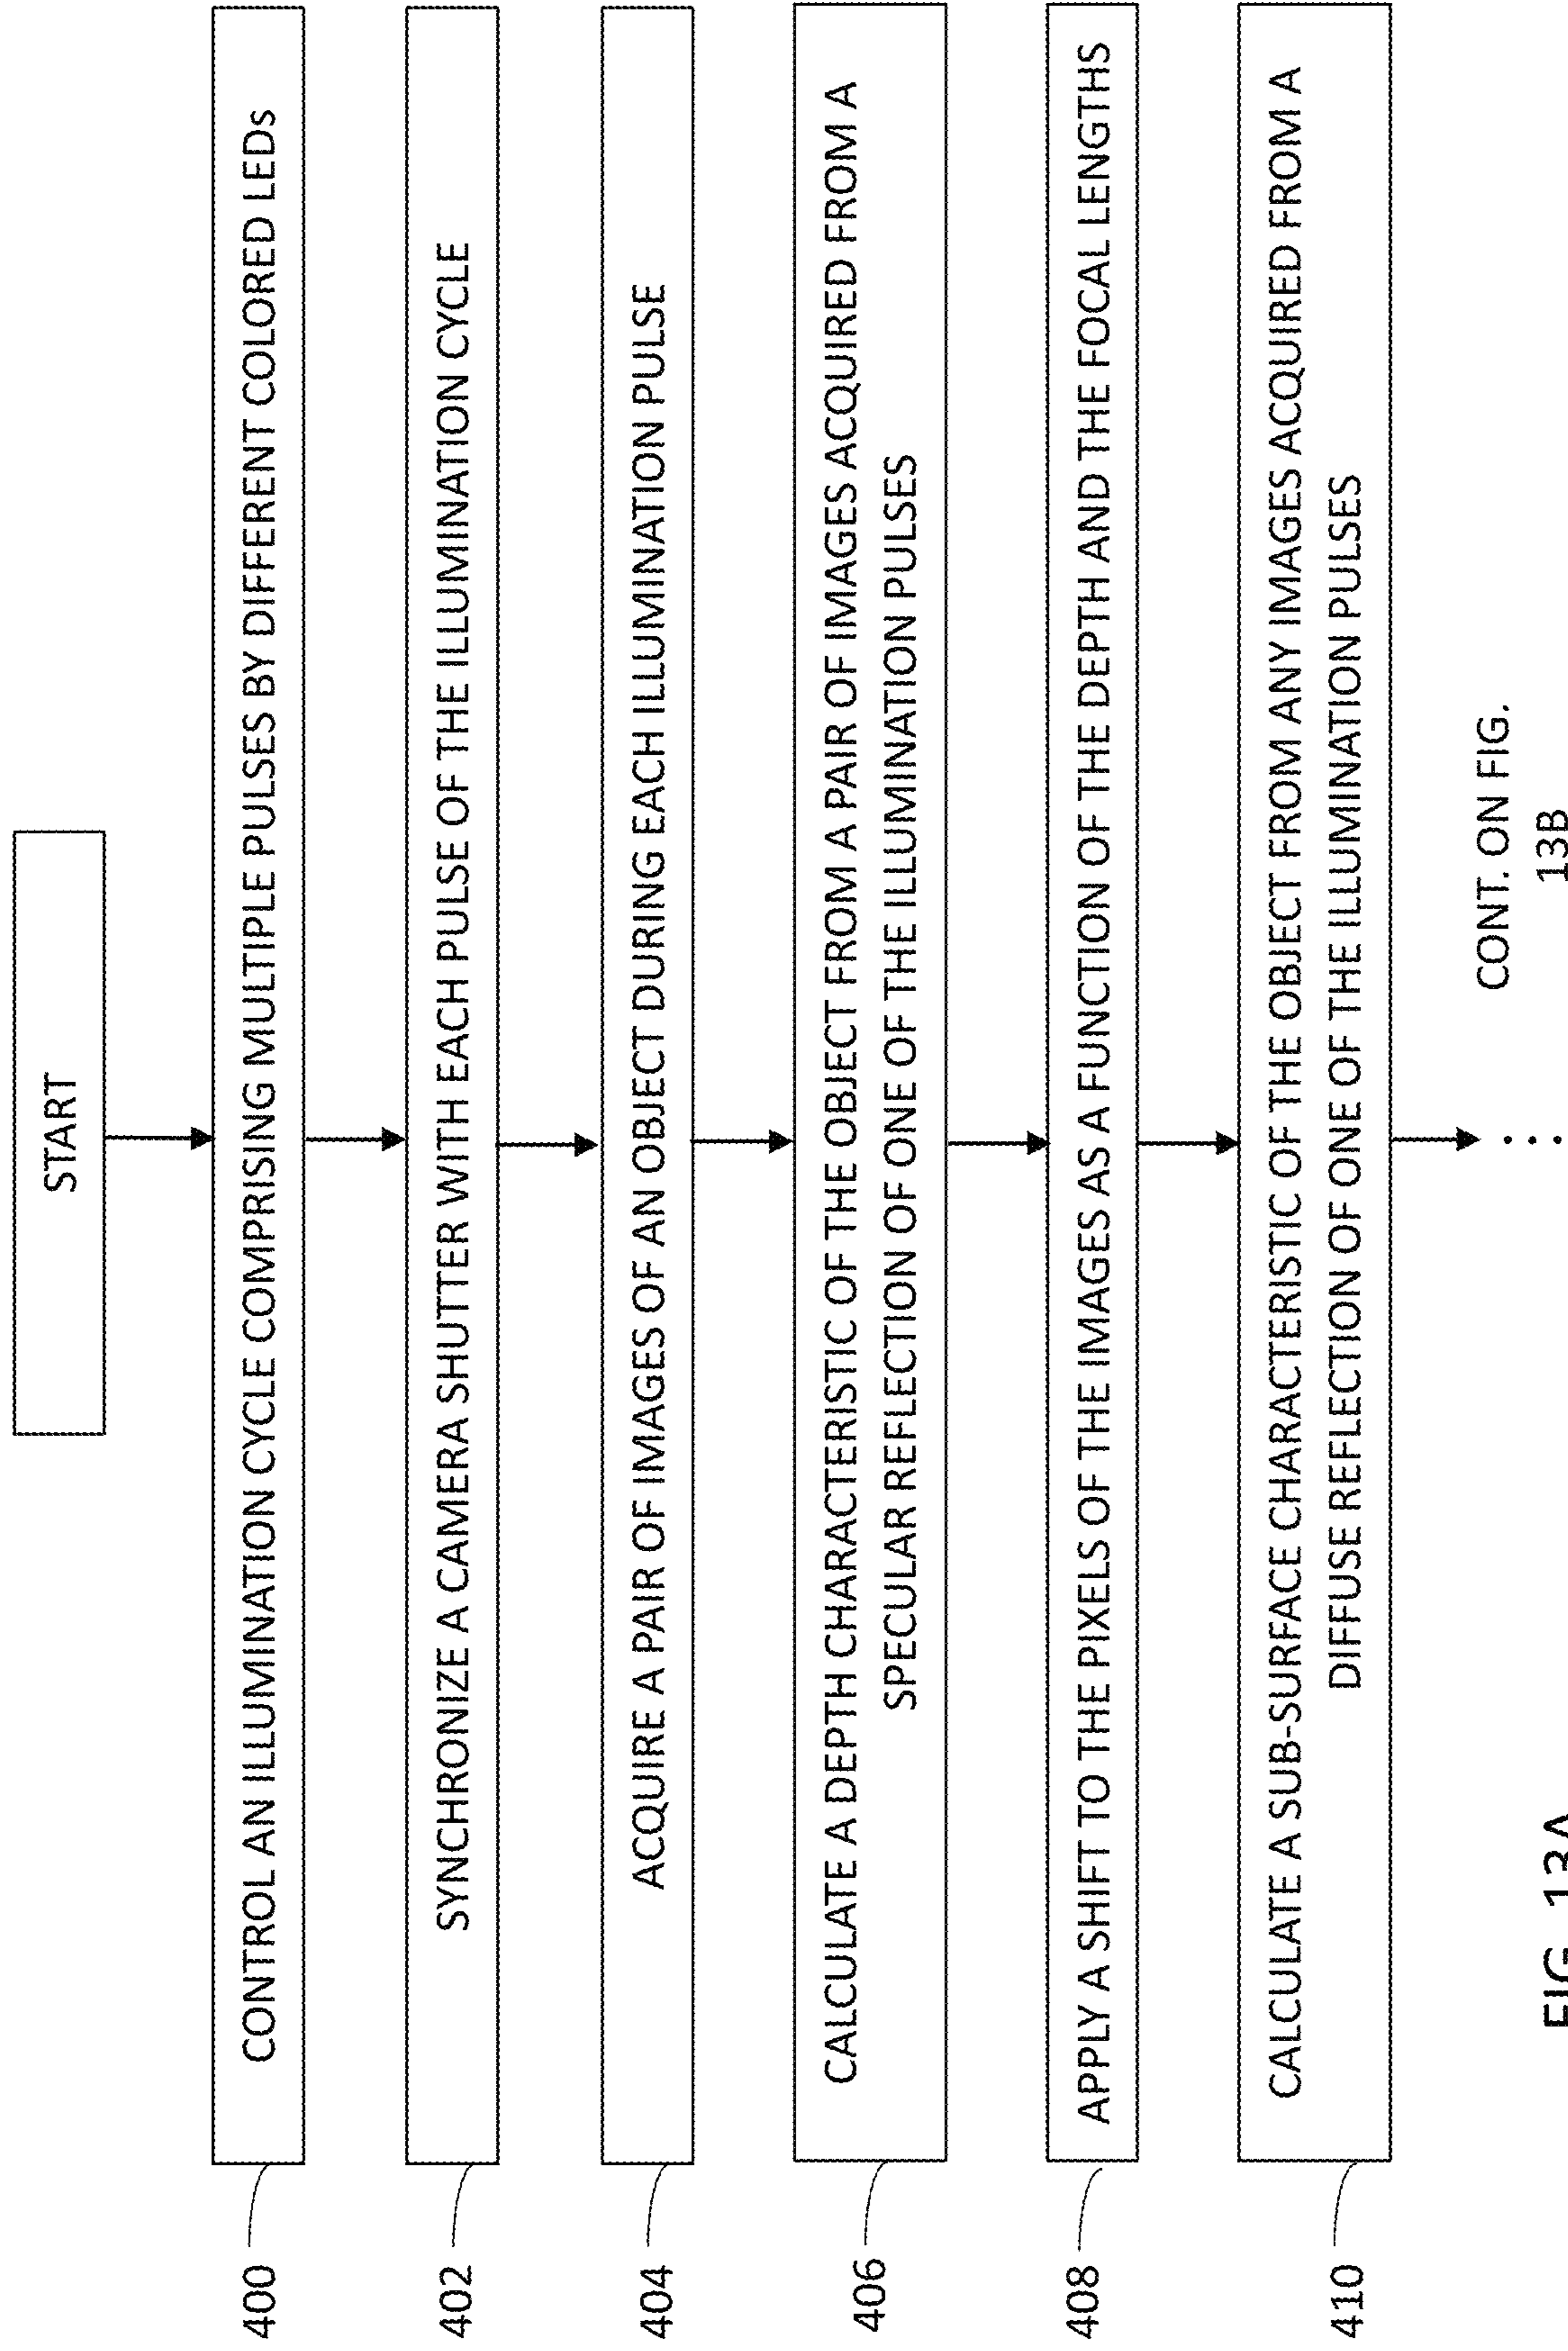 START
400
CONTROL AN ILLUMINATION CYCLE COMPRISING MULTIPLE PULSES BY DIFFERENT COLORED LEDs
402
SYNCHRONIZE A CAMERA SHUTTER WITH EACH PULSE OF THE ILLUMINATION CYCLE
404
ACQUIRE A PAIR OF IMAGES OF AN OBJECT DURING EACH ILLUMINATION PULSE
406
CALCULATE A DEPTH CHARACTERISTIC OF THE OBJECT FROM A PAIR OF IMAGES ACQUIRED FROM A
SPECULAR REFLECTION OF ONE OF THE ILLUMINATION PULSES
408
APPLY A SHIFT TO THE PIXELS OF THE IMAGES AS A FUNCTION OF THE DEPTH AND THE FOCAL LENGTHS
410
CALCULATE A SUB-SURFACE CHARACTERISTIC OF THE OBJECT FROM ANY IMAGES ACQUIRED FROM A
DIFFUSE REFLECTION OF ONE OF THE ILLUMINATION PULSES
CONT. ON FIG.
13B
FIG 13A